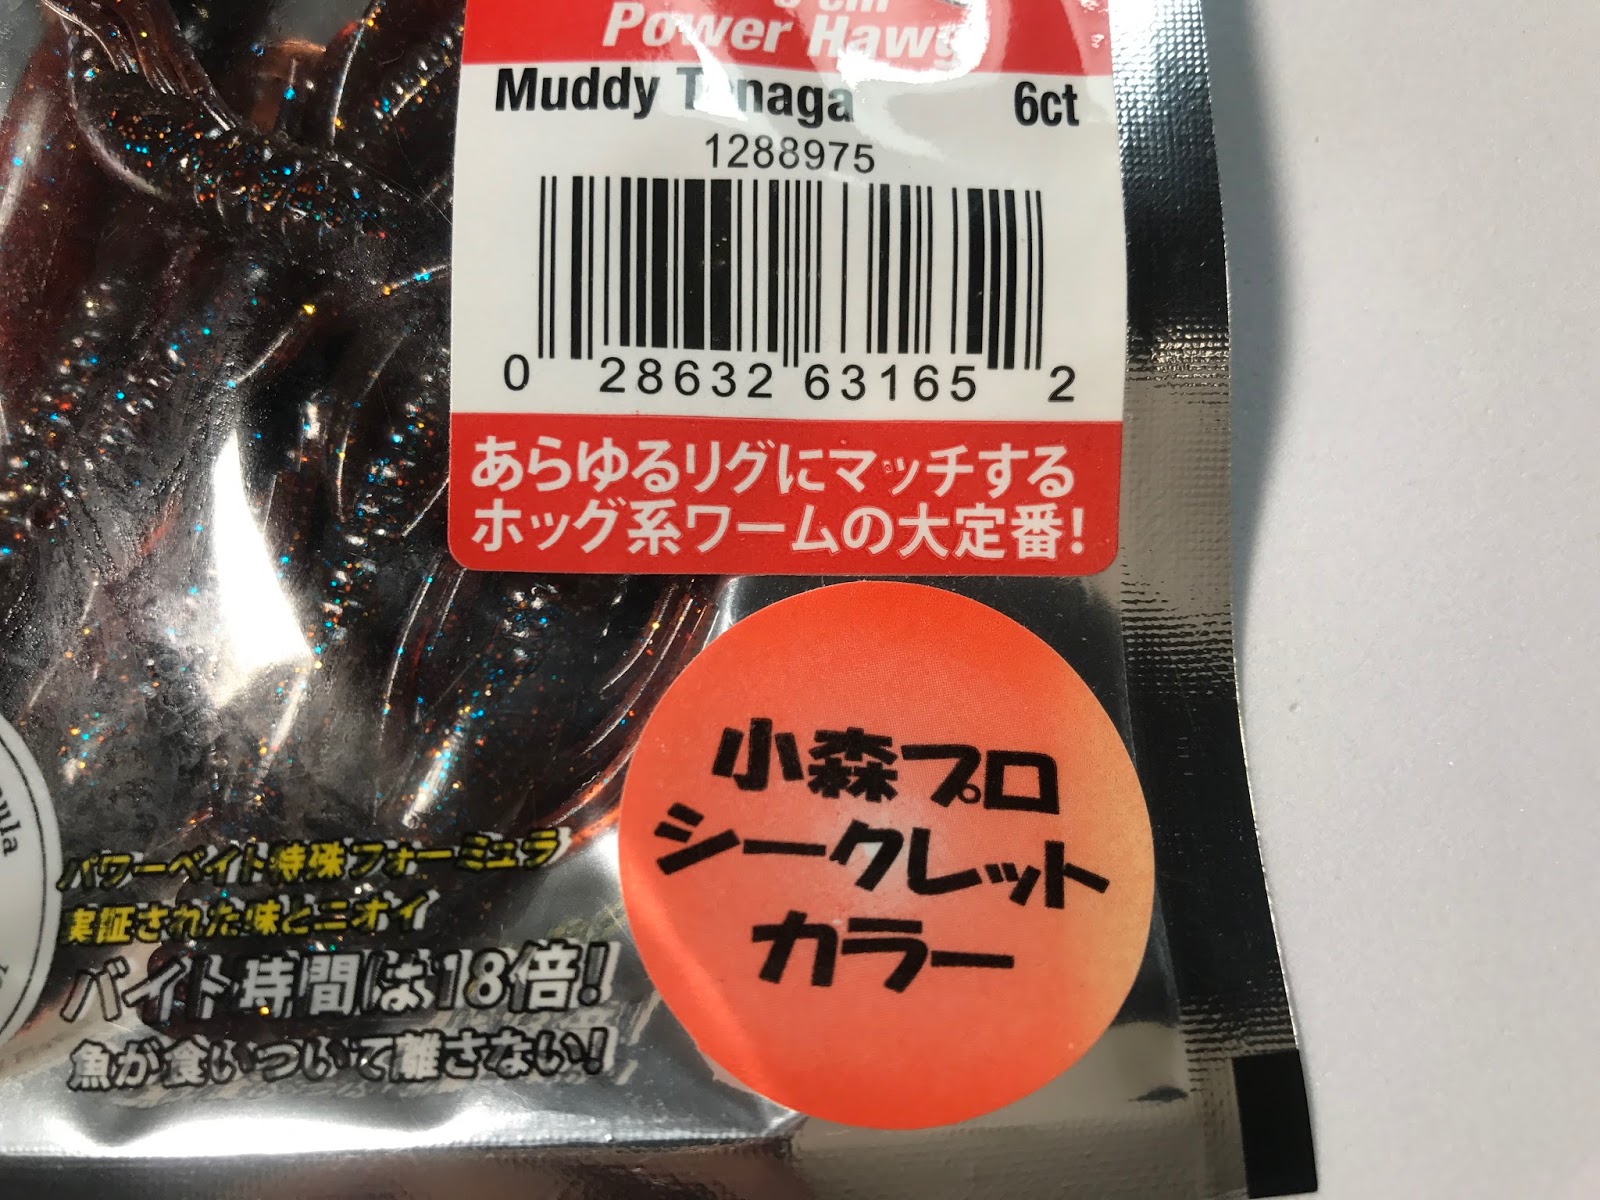 Power Hawg
Muddy Tenaga 6ct
1288975
0 28632 63165 2
あらゆるリグにマッチする
ホッグ系ワームの大定番!
小森プロ
シークレット
カラー
パワーベイト特殊フォーミュラ
実証された味とニオイ
バイト時間は18倍!
魚が食いついて離さない!